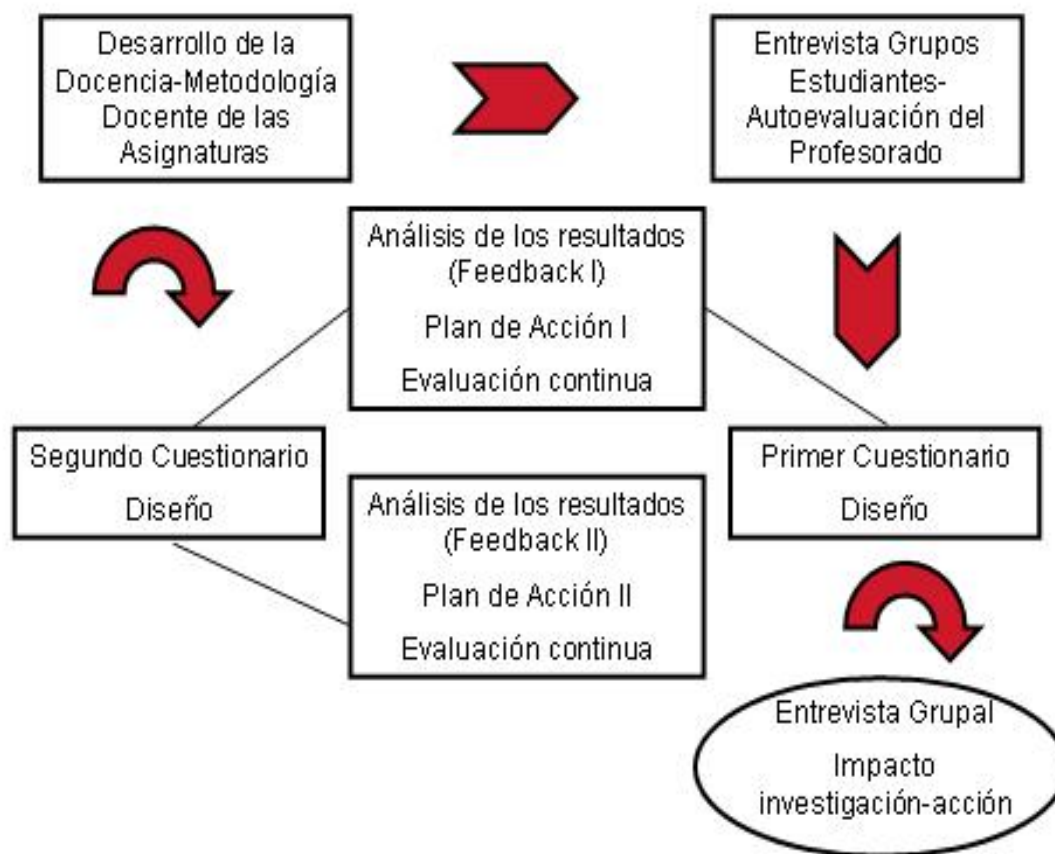 Desarrollo de la
Docencia-Metodología
Docente de las
Asignaturas
Entrevista Grupos
Estudiantes-
Autoevaluación del
Profesorado
Análisis de los resultados
(Feedback I)
Plan de Acción I
Evaluación continua
Segundo Cuestionario
Diseño
Primer Cuestionario
Diseño
Análisis de los resultados
(Feedback II)
Plan de Acción II
Evaluación continua
Entrevista Grupal
Impacto
investigación-acción